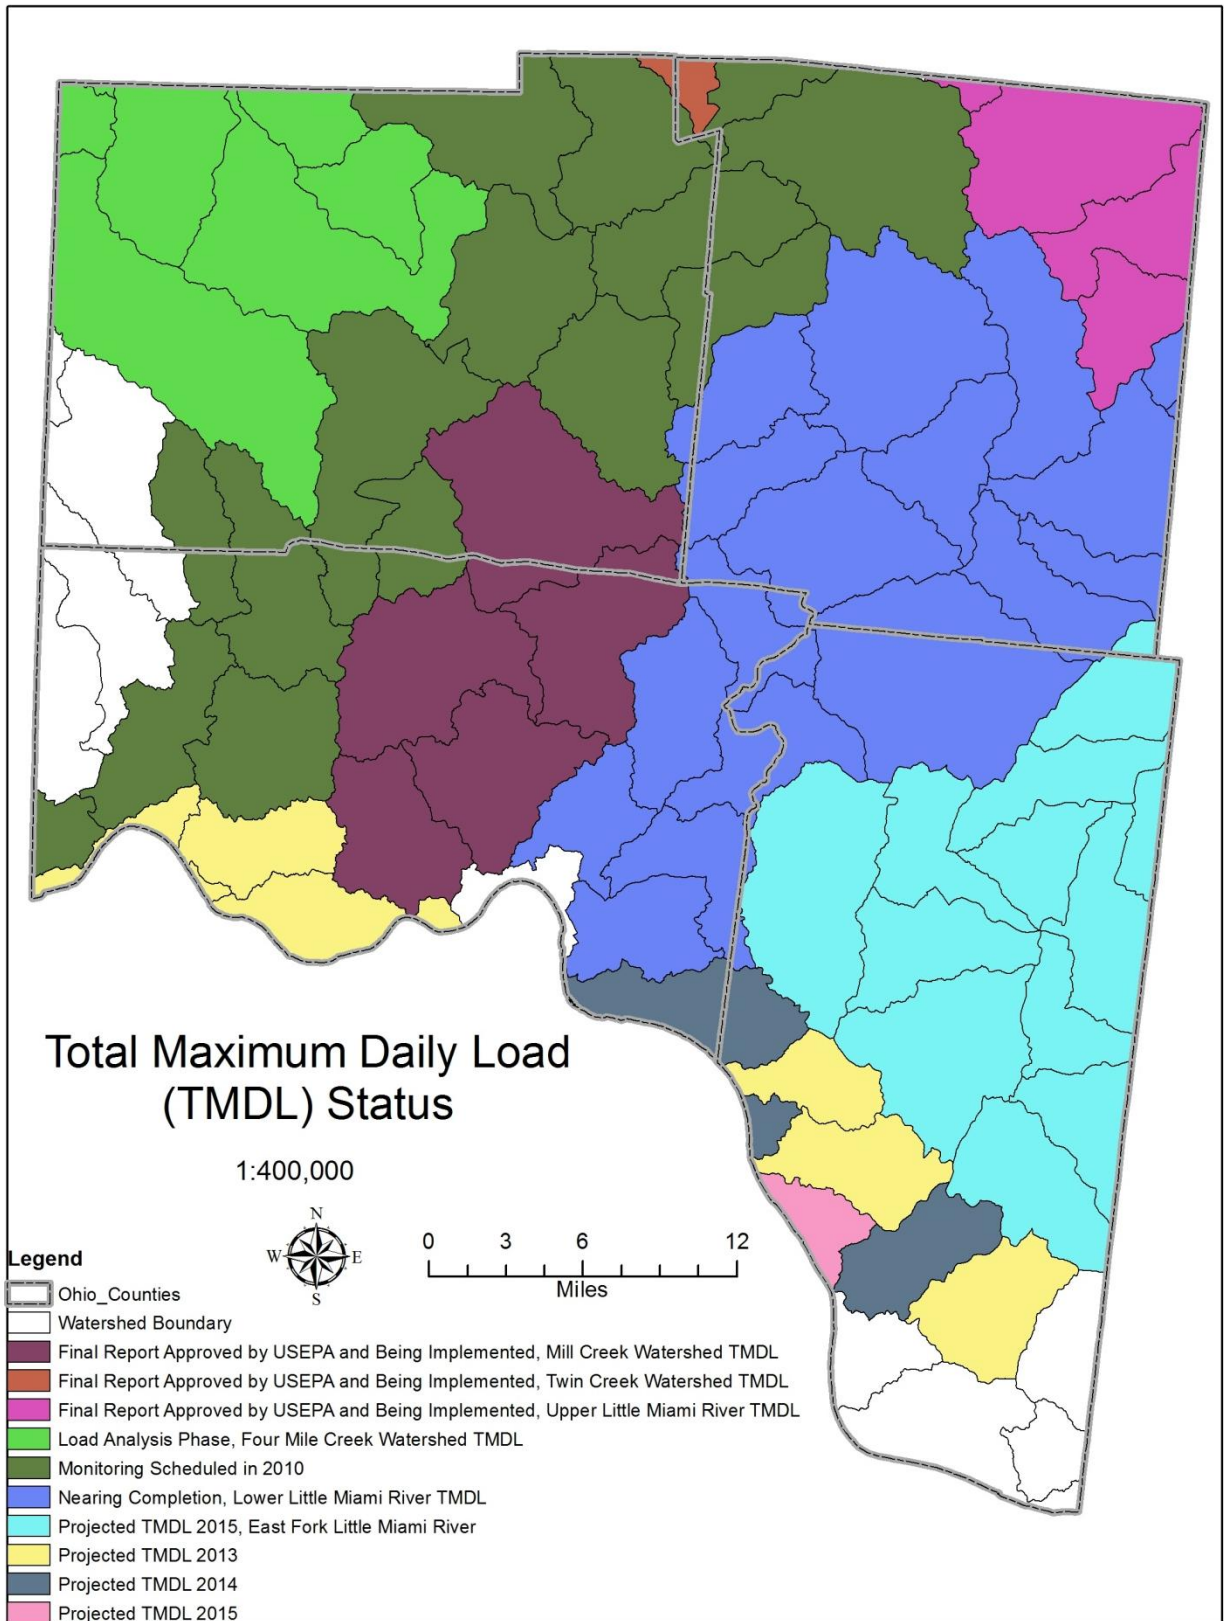 Total Maximum Daily Load
(TMDL) Status
1:400,000
N
W E
S
0 3 6 12
Miles
Legend
Ohio_Counties
Watershed Boundary
Final Report Approved by USEPA and Being Implemented, Mill Creek Watershed TMDL
Final Report Approved by USEPA and Being Implemented, Twin Creek Watershed TMDL
Final Report Approved by USEPA and Being Implemented, Upper Little Miami River TMDL
Load Analysis Phase, Four Mile Creek Watershed TMDL
Monitoring Scheduled in 2010
Nearing Completion, Lower Little Miami River TMDL
Projected TMDL 2015, East Fork Little Miami River
Projected TMDL 2013
Projected TMDL 2014
Projected TMDL 2015